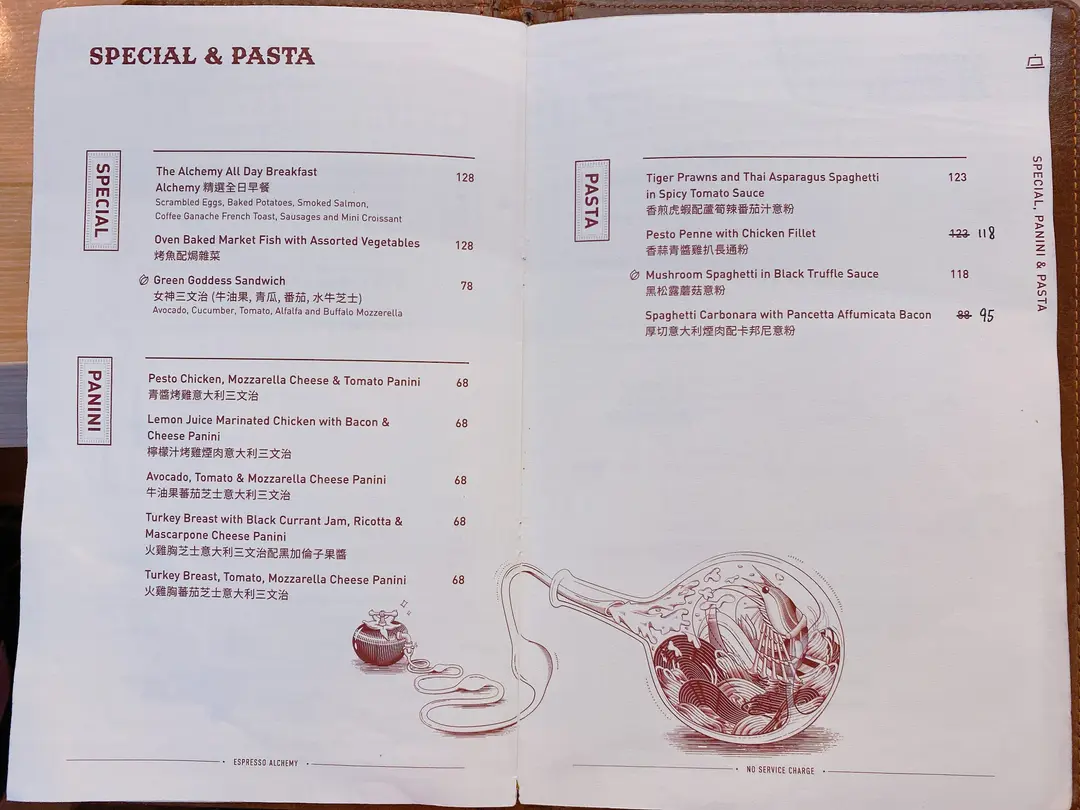 SPECIAL & PASTA
SPECIAL
The Alchemy All Day Breakfast 128
Alchemy 精選全日早餐
Scrambled Eggs, Baked Potatoes, Smoked Salmon,
Coffee Ganache French Toast, Sausages and Mini Croissant
Oven Baked Market Fish with Assorted Vegetables 128
烤魚配焗雜菜
Green Goddess Sandwich 78
女神三文治 (牛油果, 青瓜, 番茄, 水牛芝士)
Avocado, Cucumber, Tomato, Alfalfa and Buffalo Mozzerella
PANINI
Pesto Chicken, Mozzarella Cheese & Tomato Panini 68
青醬烤雞意大利三文治
Lemon Juice Marinated Chicken with Bacon & 68
Cheese Panini
檸檬汁烤雞煙肉意大利三文治
Avocado, Tomato & Mozzarella Cheese Panini 68
牛油果蕃茄芝士意大利三文治
Turkey Breast with Black Currant Jam, Ricotta & 68
Mascarpone Cheese Panini
火雞胸芝士意大利三文治配黑加倫子果醬
Turkey Breast, Tomato, Mozzarella Cheese Panini 68
火雞胸蕃茄芝士意大利三文治
ESPRESSO ALCHEMY
PASTA
Tiger Prawns and Thai Asparagus Spaghetti 123
in Spicy Tomato Sauce
香煎虎蝦配蘆筍辣番茄汁意粉
Pesto Penne with Chicken Fillet 123 118
香蒜青醬雞扒長通粉
Mushroom Spaghetti in Black Truffle Sauce 118
黑松露蘑菇意粉
Spaghetti Carbonara with Pancetta Affumicata Bacon 88 95
厚切意大利煙肉配卡邦尼意粉
SPECIAL, PANINI & PASTA
NO SERVICE CHARGE